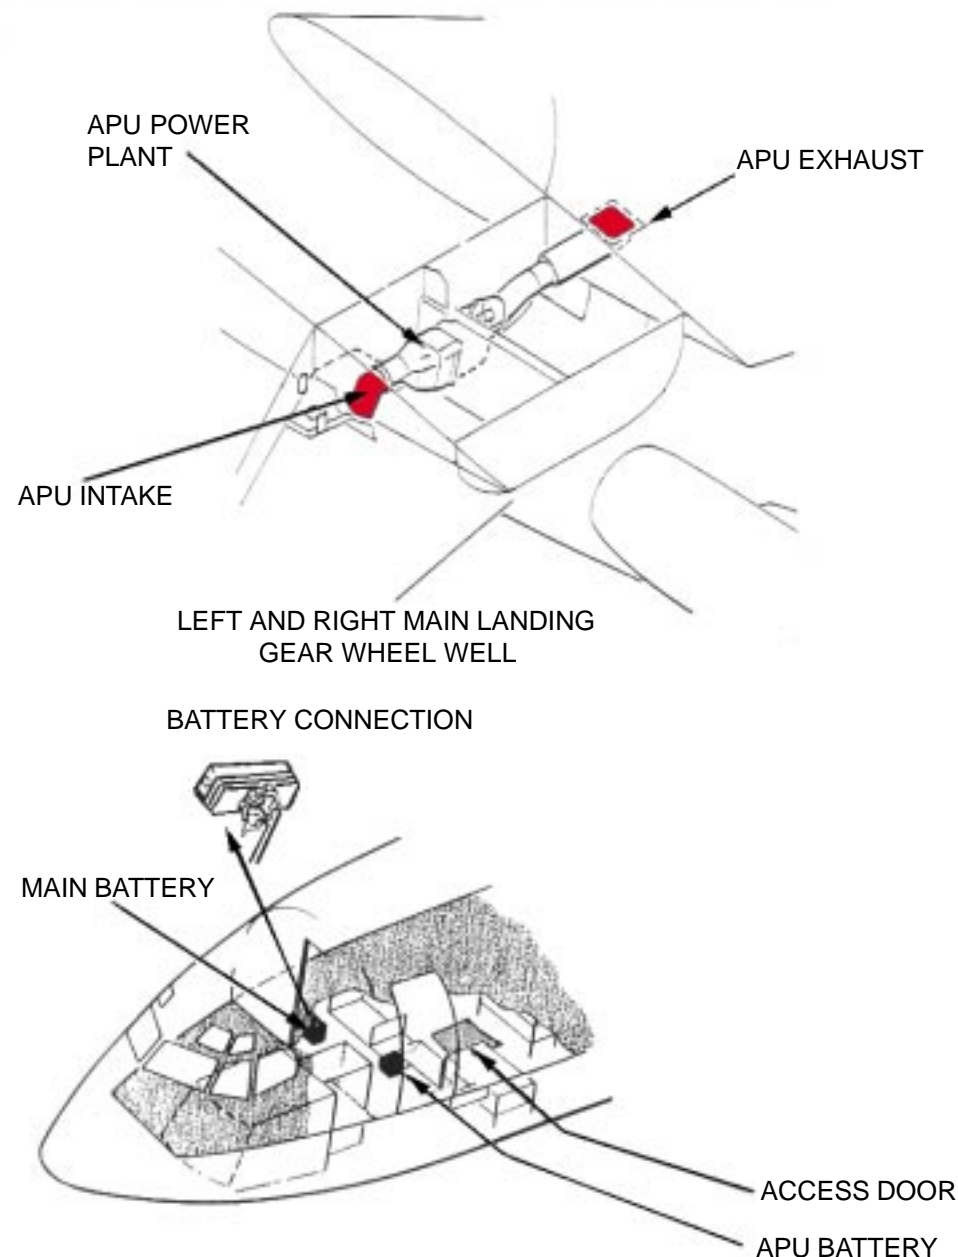 APU POWER
PLANT
APU EXHAUST
APU INTAKE
LEFT AND RIGHT MAIN LANDING
GEAR WHEEL WELL
BATTERY CONNECTION
MAIN BATTERY
ACCESS DOOR
APU BATTERY